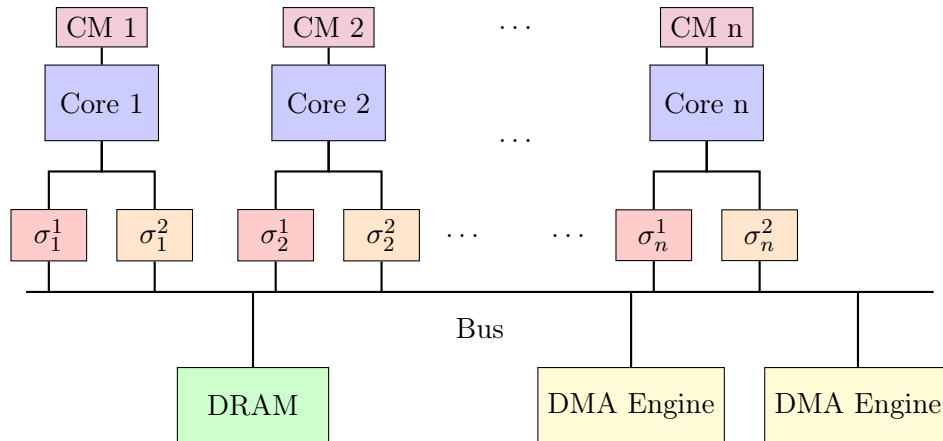 CM 1 CM 2 ... CM n
Core 1 Core 2 Core n
...
σ₁¹ σ₁² σ₂¹ σ₂² ... ... σₙ¹ σₙ²
Bus
DRAM DMA Engine DMA Engine